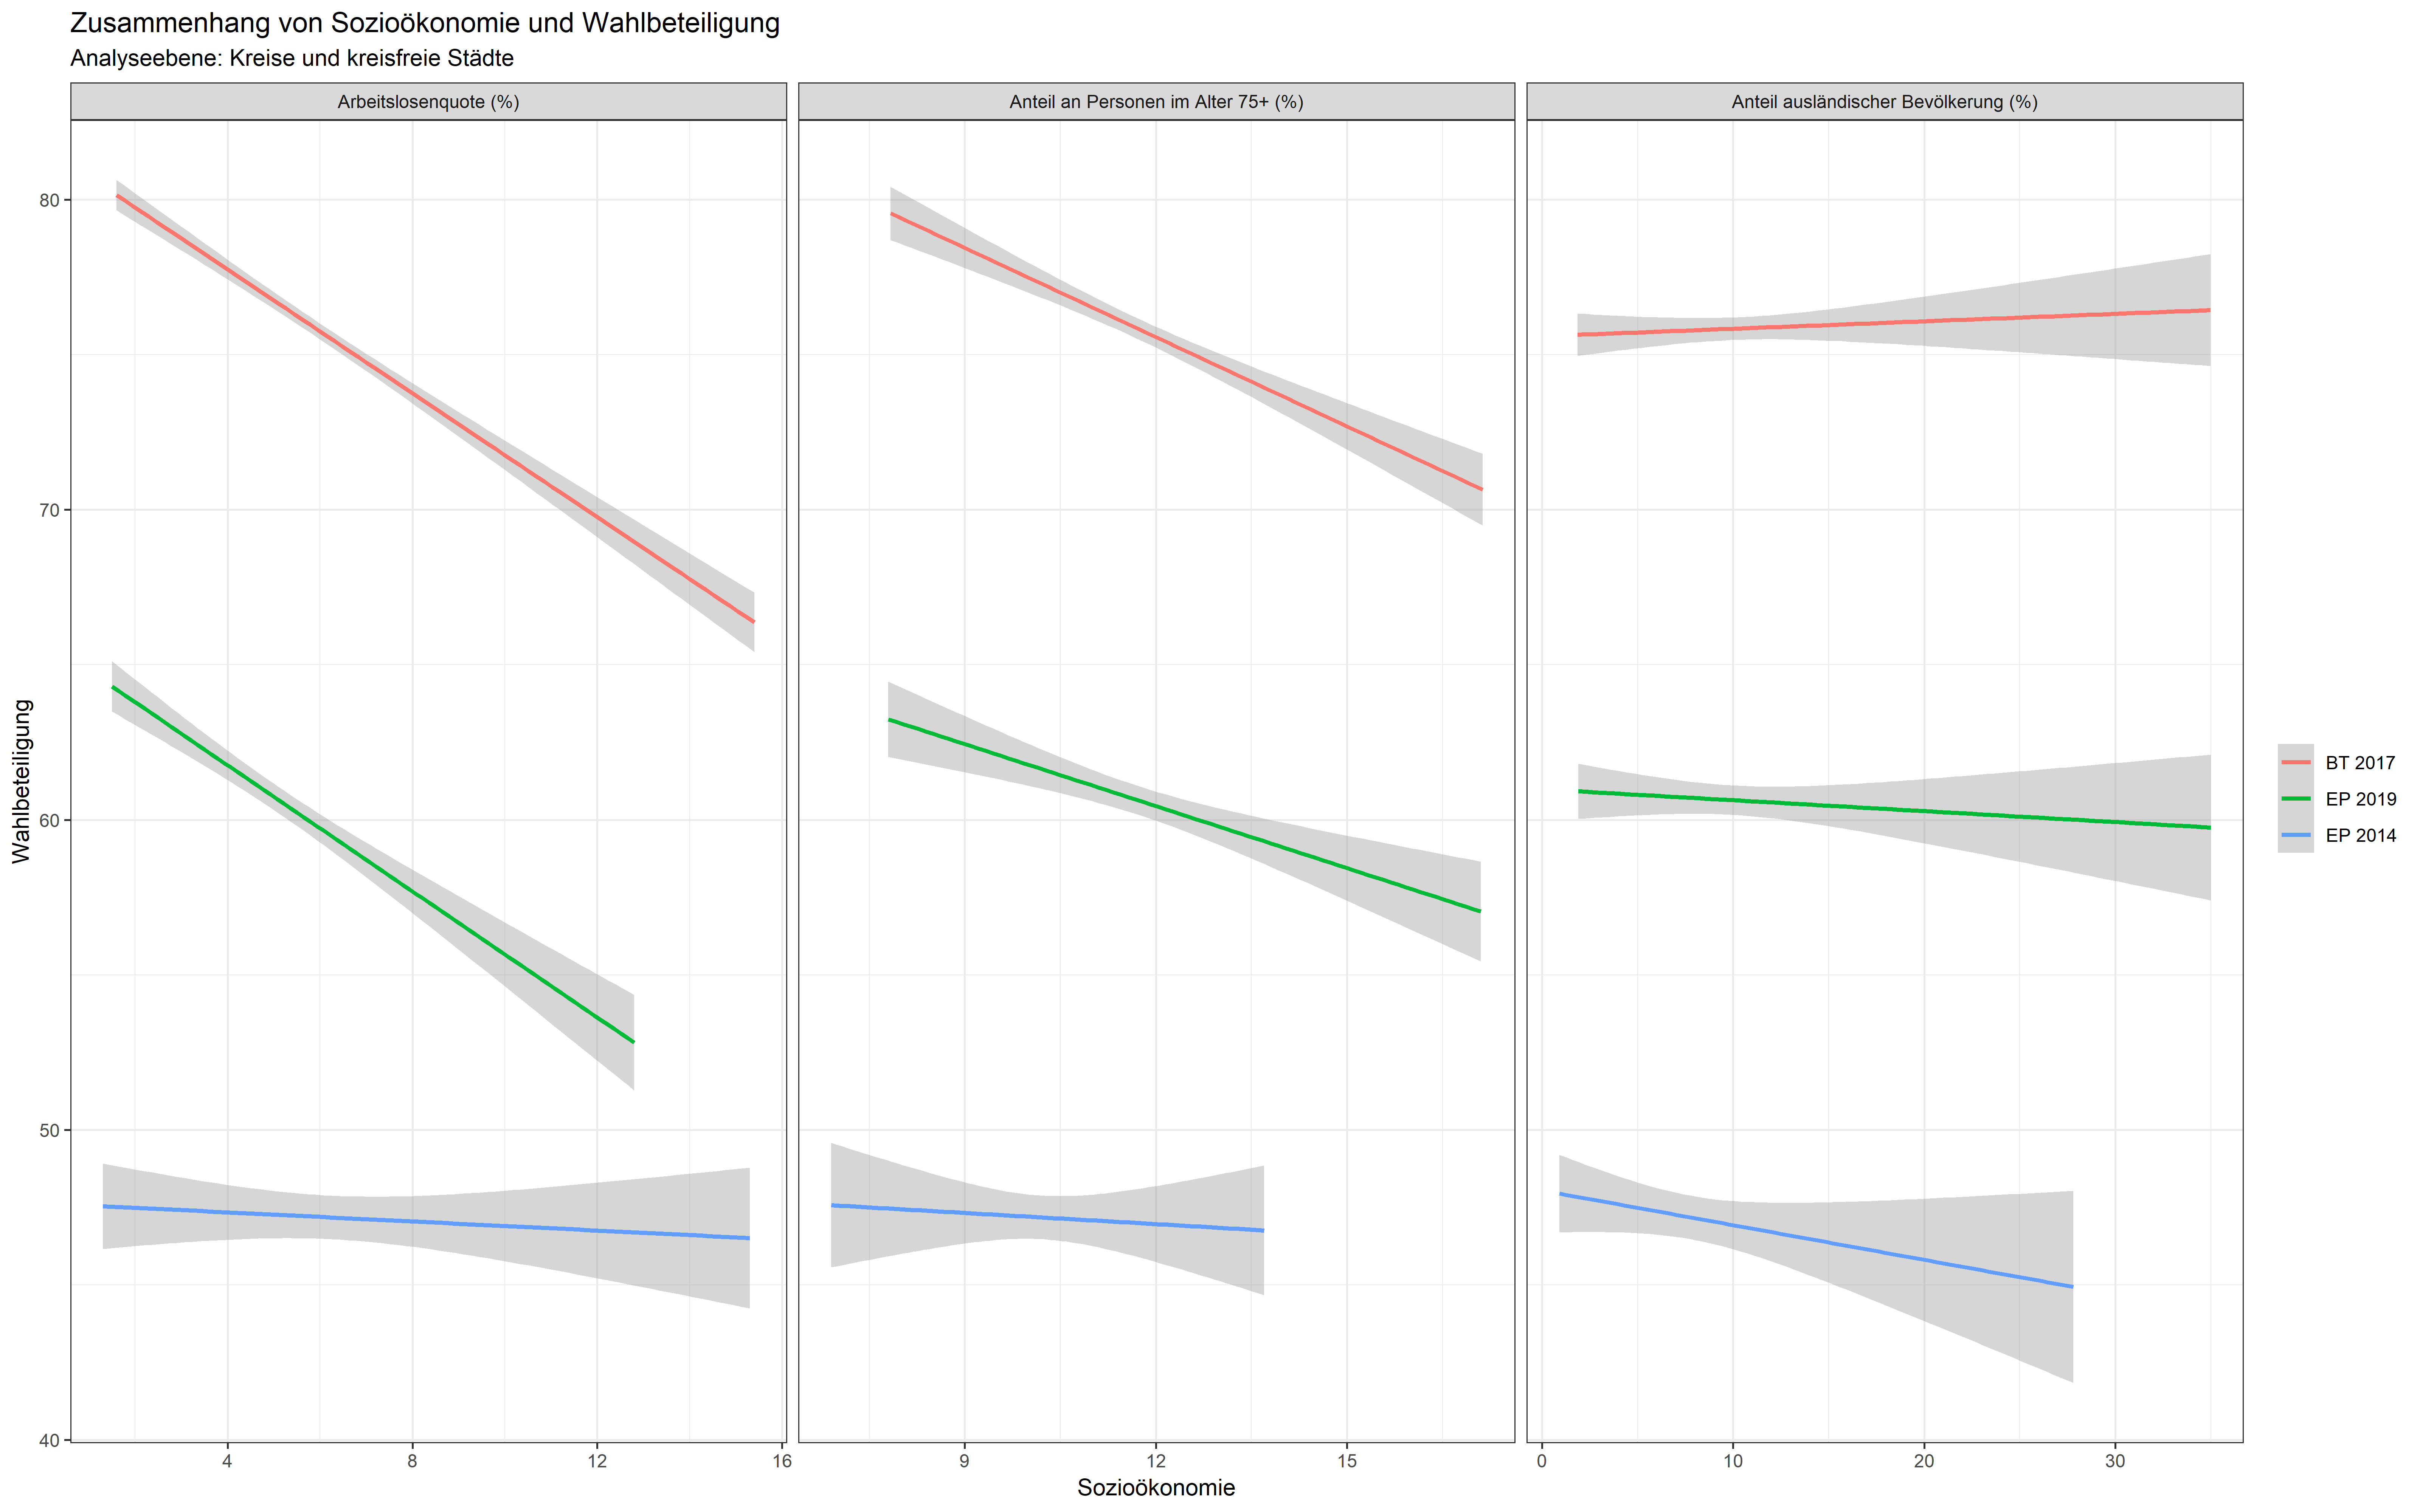 Zusammenhang von Sozioökonomie und Wahlbeteiligung
Analyseebene: Kreise und kreisfreie Städte
Arbeitslosenquote (%)
Anteil an Personen im Alter 75+ (%)
Anteil ausländischer Bevölkerung (%)
80
70
60
50
40
Wahlbeteiligung
4 8 12 16
9 12 15
0 10 20 30
Sozioökonomie
BT 2017
EP 2019
EP 2014